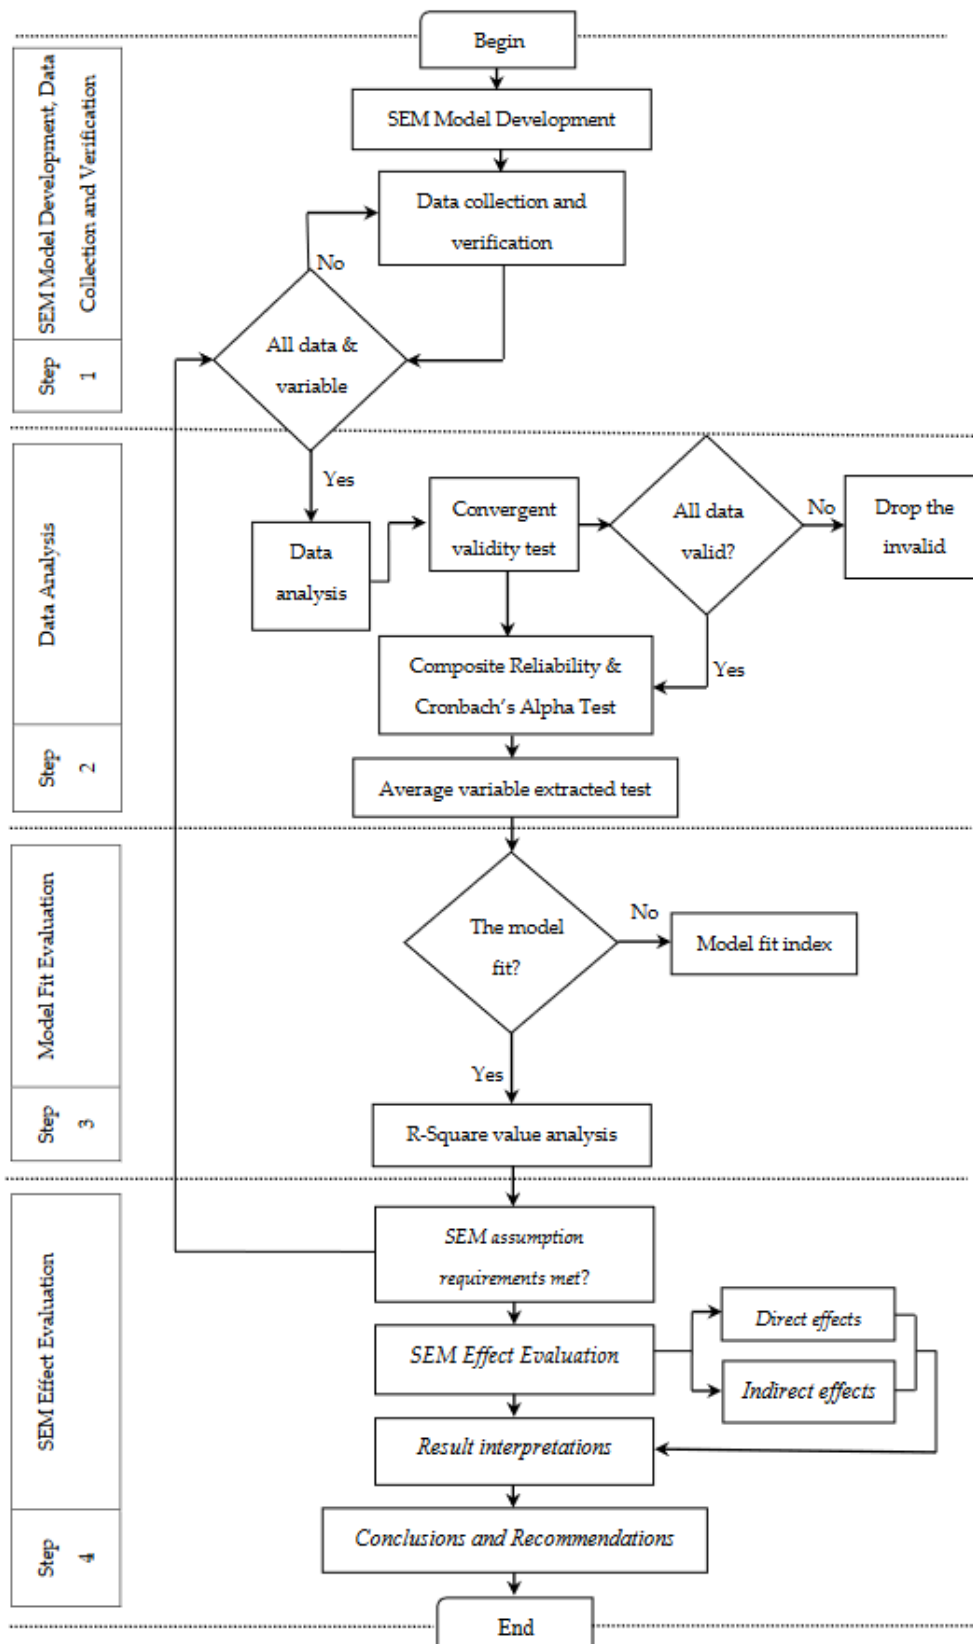 Begin
SEM Model Development, Data
Collection and Verification
Step
1
SEM Model Development
Data collection and
verification
No
All data &
variable
Yes
Data Analysis
Step
2
Data
analysis
Convergent
validity test
All data
valid?
No
Drop the
invalid
Yes
Composite Reliability &
Cronbach's Alpha Test
Average variable extracted test
Model Fit Evaluation
Step
3
The model
fit?
No
Model fit index
Yes
R-Square value analysis
SEM Effect Evaluation
Step
4
SEM assumption
requirements met?
SEM Effect Evaluation
Direct effects
Indirect effects
Result interpretations
Conclusions and Recommendations
End